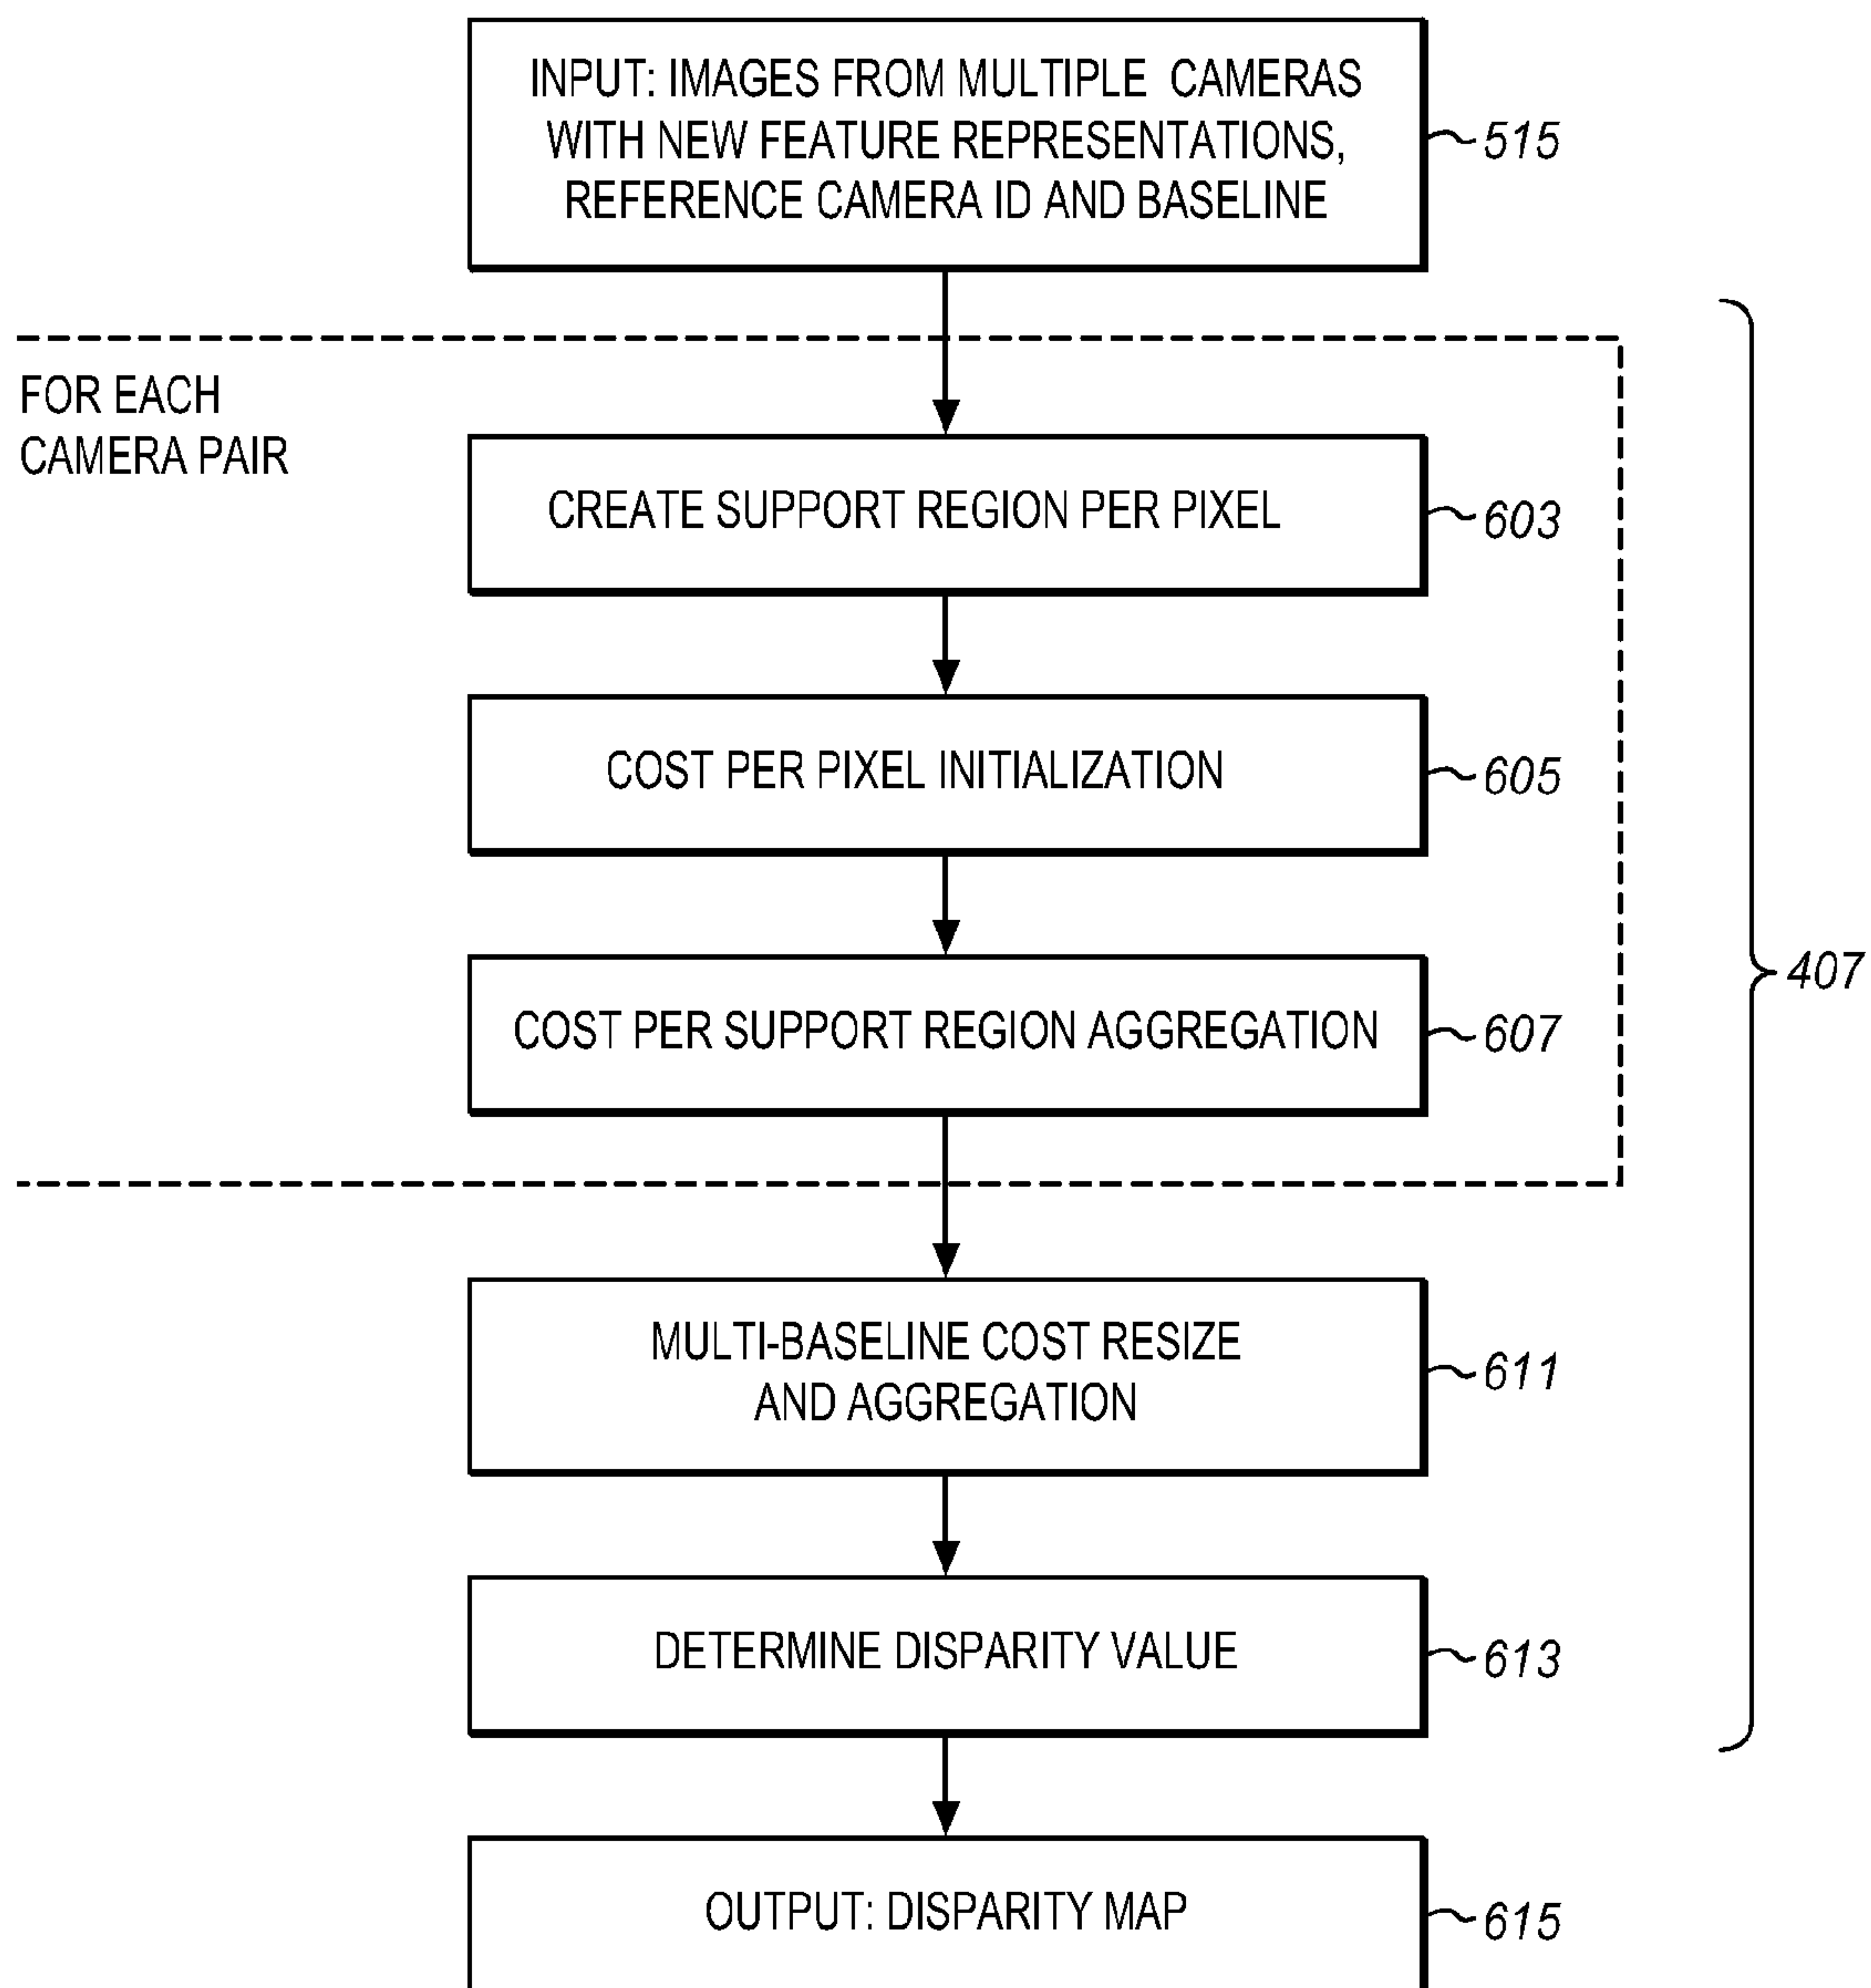 INPUT: IMAGES FROM MULTIPLE CAMERAS
WITH NEW FEATURE REPRESENTATIONS,
REFERENCE CAMERA ID AND BASELINE
515
FOR EACH
CAMERA PAIR
CREATE SUPPORT REGION PER PIXEL
603
COST PER PIXEL INITIALIZATION
605
COST PER SUPPORT REGION AGGREGATION
607
407
MULTI-BASELINE COST RESIZE
AND AGGREGATION
611
DETERMINE DISPARITY VALUE
613
OUTPUT: DISPARITY MAP
615